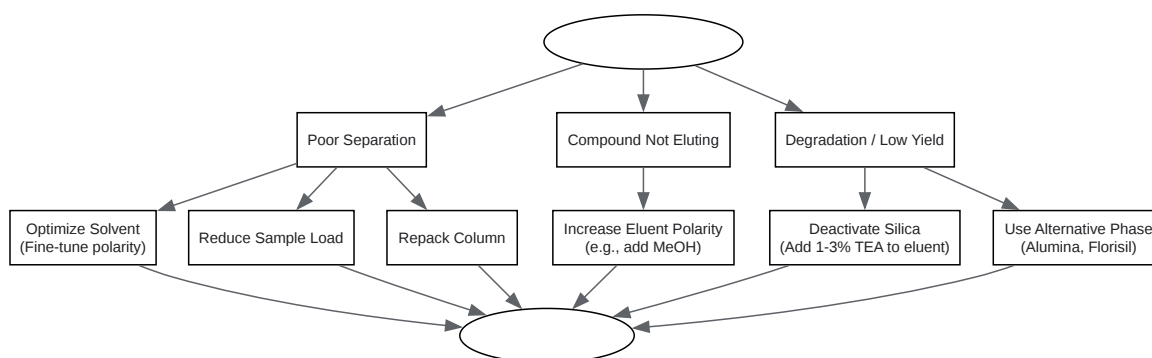 Poor Separation
Compound Not Eluting
Degradation / Low Yield
Optimize Solvent
(Fine-tune polarity)
Reduce Sample Load
Repack Column
Increase Eluent Polarity
(e.g., add MeOH)
Deactivate Silica
(Add 1-3% TEA to eluent)
Use Alternative Phase
(Alumina, Florisil)